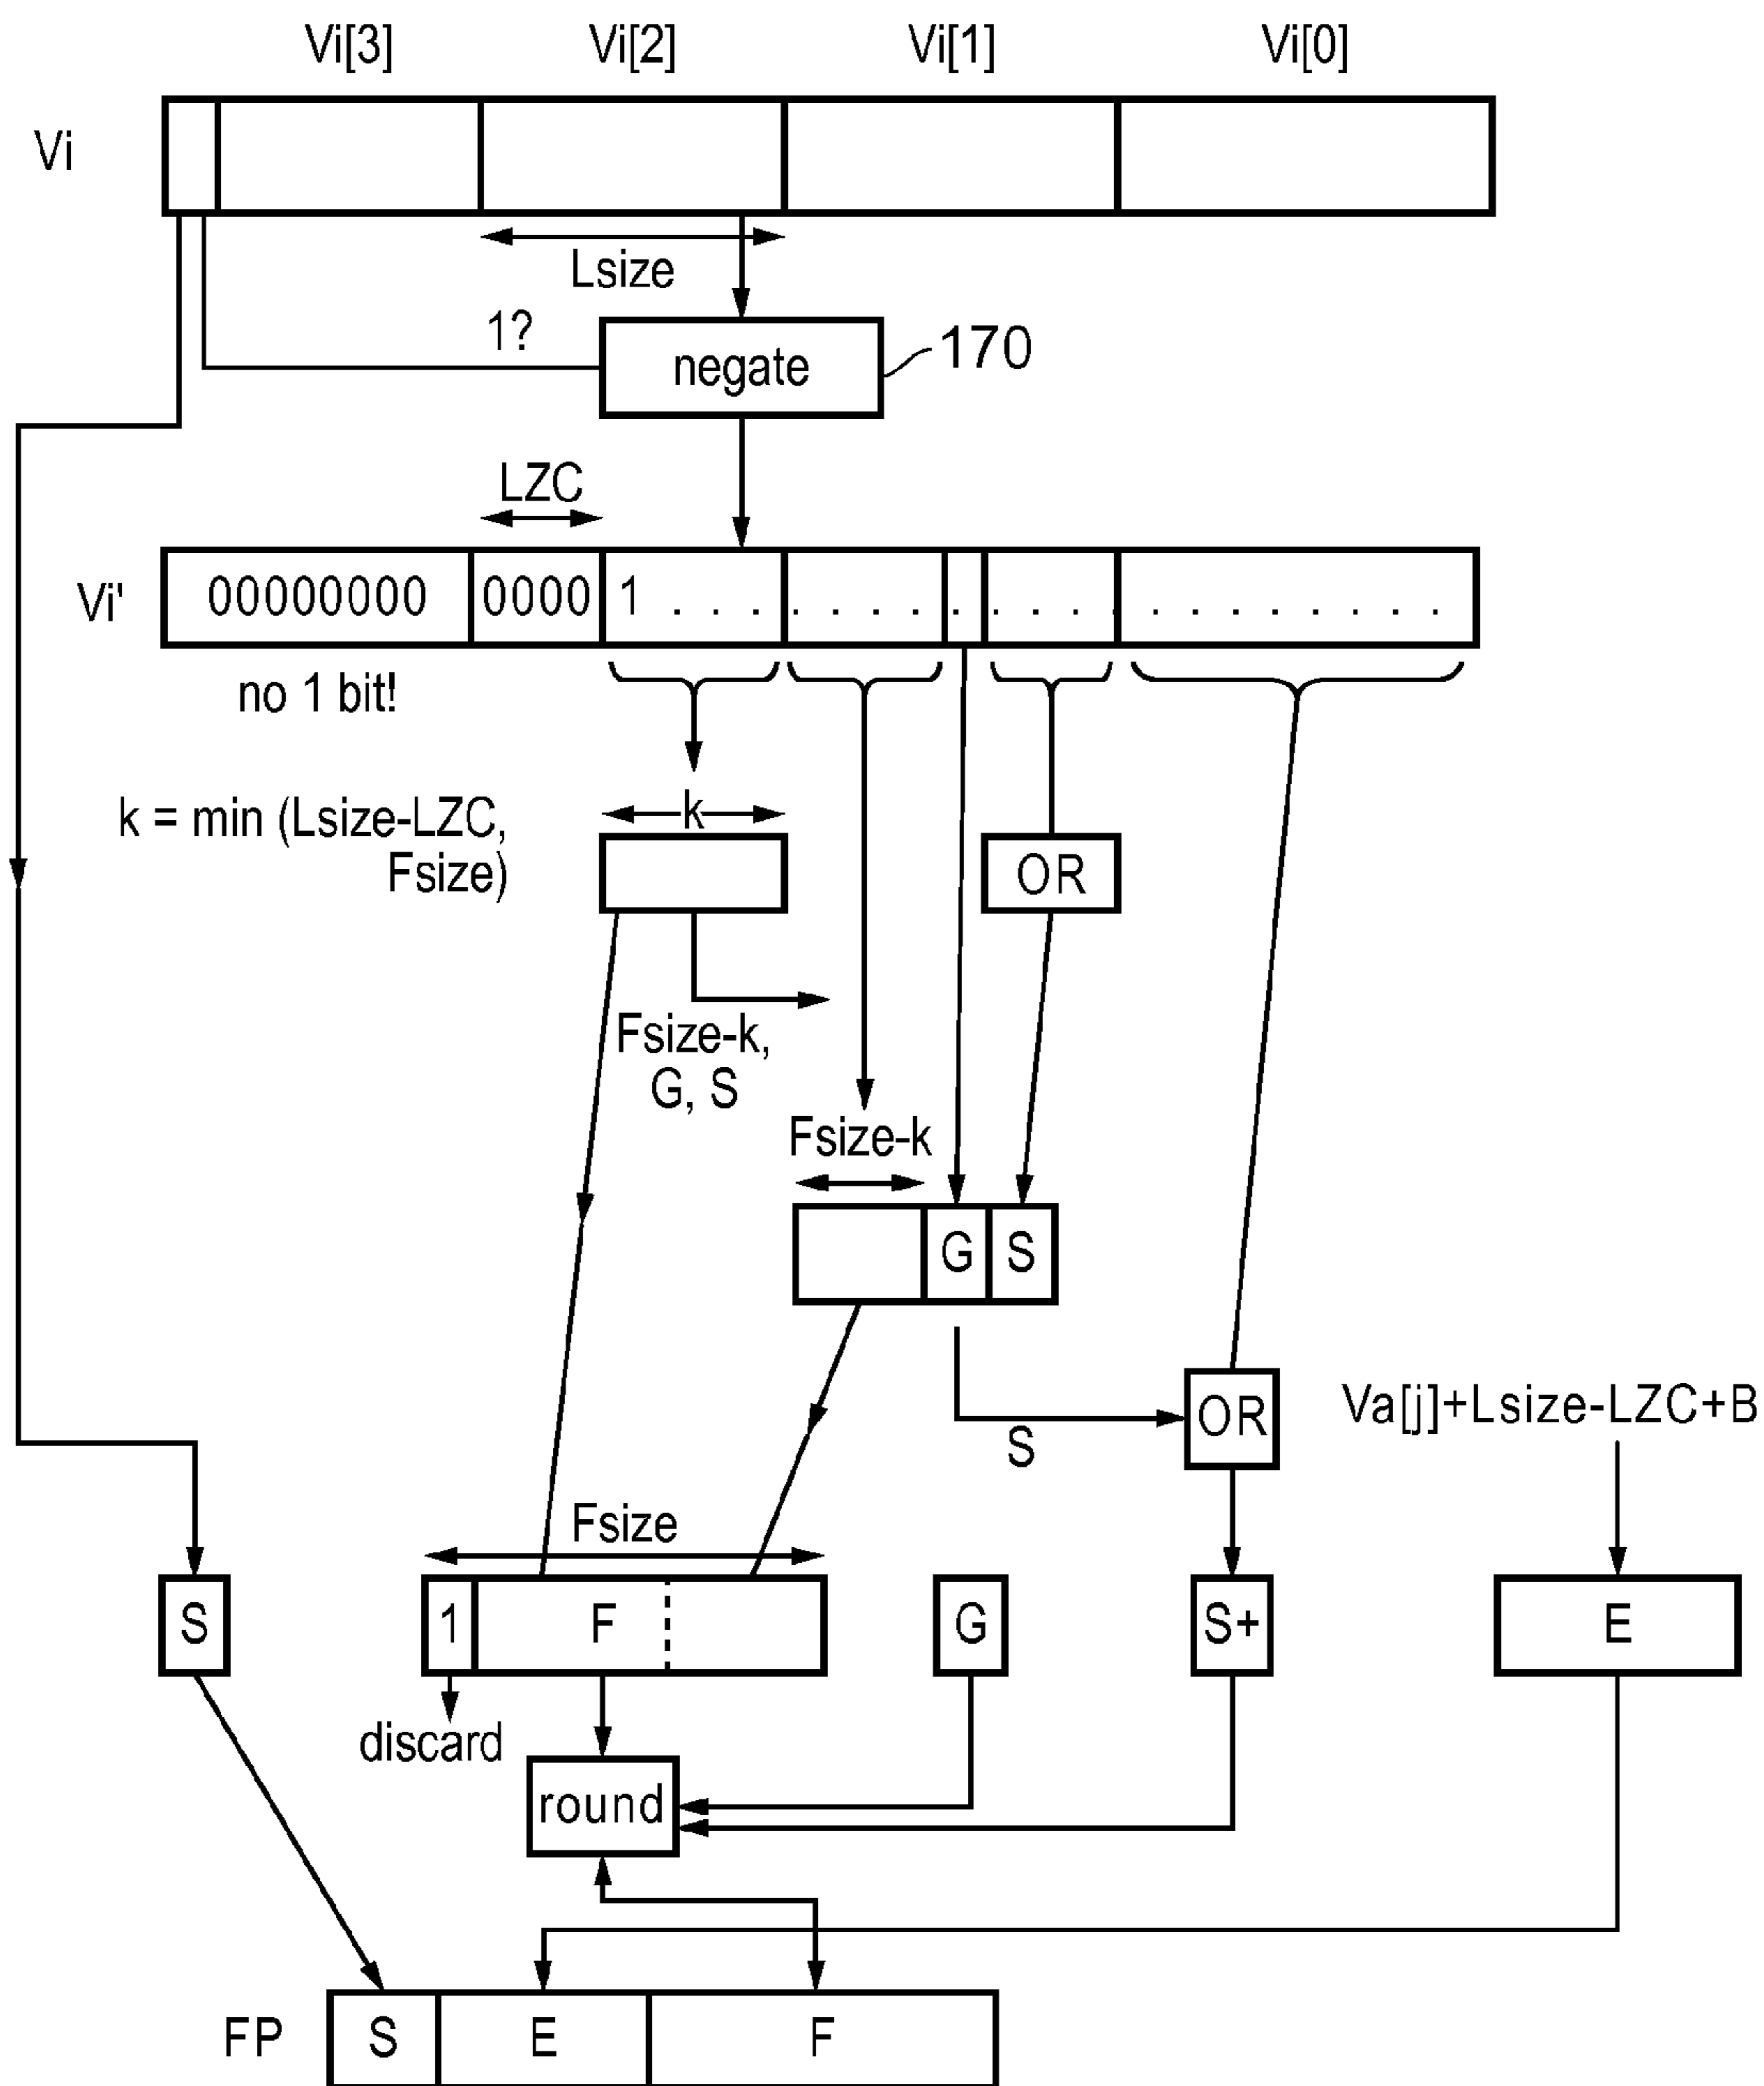 Vi[3] Vi[2] Vi[1] Vi[0]
Vi
Lsize
1?
negate
170
LZC
Vi'
00000000 0000 1 . . . . . . . . . . . . . . . . . . . .
no 1 bit!
k = min (Lsize-LZC,
Fsize)
k
OR
Fsize-k,
G, S
Fsize-k
G S
OR
Va[j]+Lsize-LZC+B
S
Fsize
S 1 F G S+ E
discard
round
FP S E F